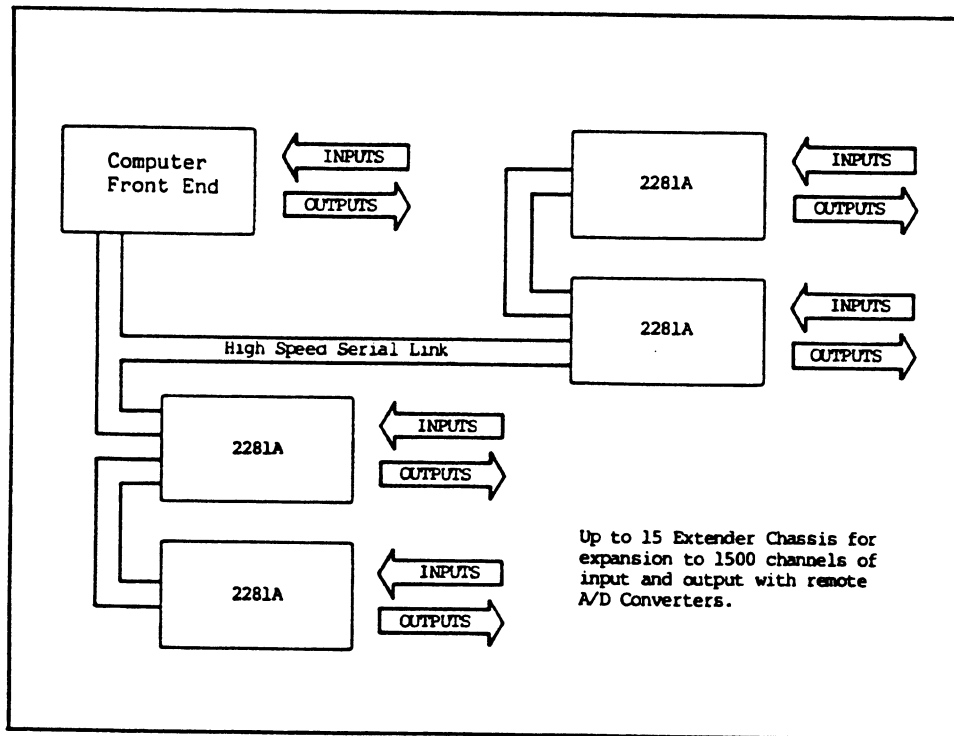 Computer
Front End
INPUTS
OUTPUTS
2281A
INPUTS
OUTPUTS
2281A
INPUTS
OUTPUTS
High Speed Serial Link
2281A
INPUTS
OUTPUTS
2281A
INPUTS
OUTPUTS
Up to 15 Extender Chassis for
expansion to 1500 channels of
input and output with remote
A/D Converters.